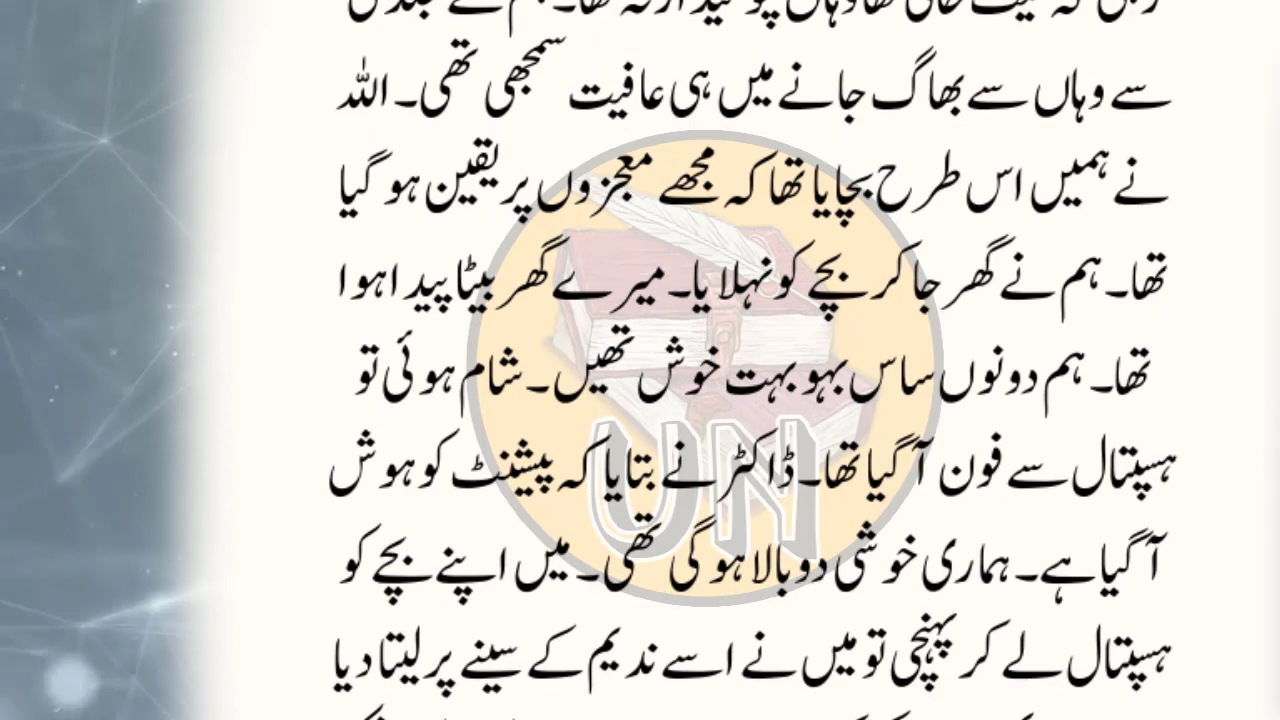 سے وہاں سے بھاگ جانے میں ہی عافیت سمجھی تھی۔ اللہ
نے ہمیں اس طرح بچایا تھا کہ مجھے معجزوں پر یقین ہو گیا
تھا۔ ہم نے گھر جا کر بچے کو نہلایا۔ میرے گھر بیٹا پیدا ہوا
تھا۔ ہم دونوں ساس بہو بہت خوش تھیں۔ شام ہوئی تو
ہسپتال سے فون آ گیا تھا۔ ڈاکٹر نے بتایا کہ پیشنٹ کو ہوش
آ گیا ہے۔ ہماری خوشی دوبالا ہو گی تھی۔ میں اپنے بچے کو
ہسپتال لے کر پہنچی تو میں نے اسے ندیم کے سینے پر لیتا دیا
UN